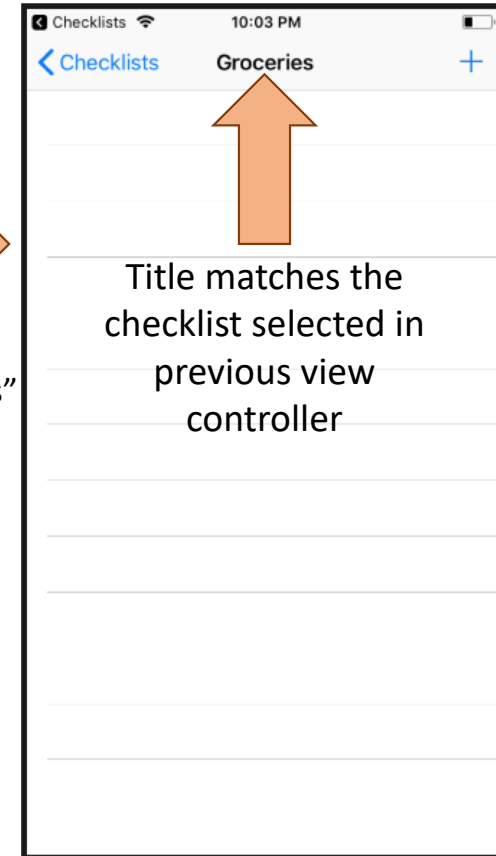 Checklists 10:03 PM
Checklists Groceries +
Title matches the
checklist selected in
previous view
controller